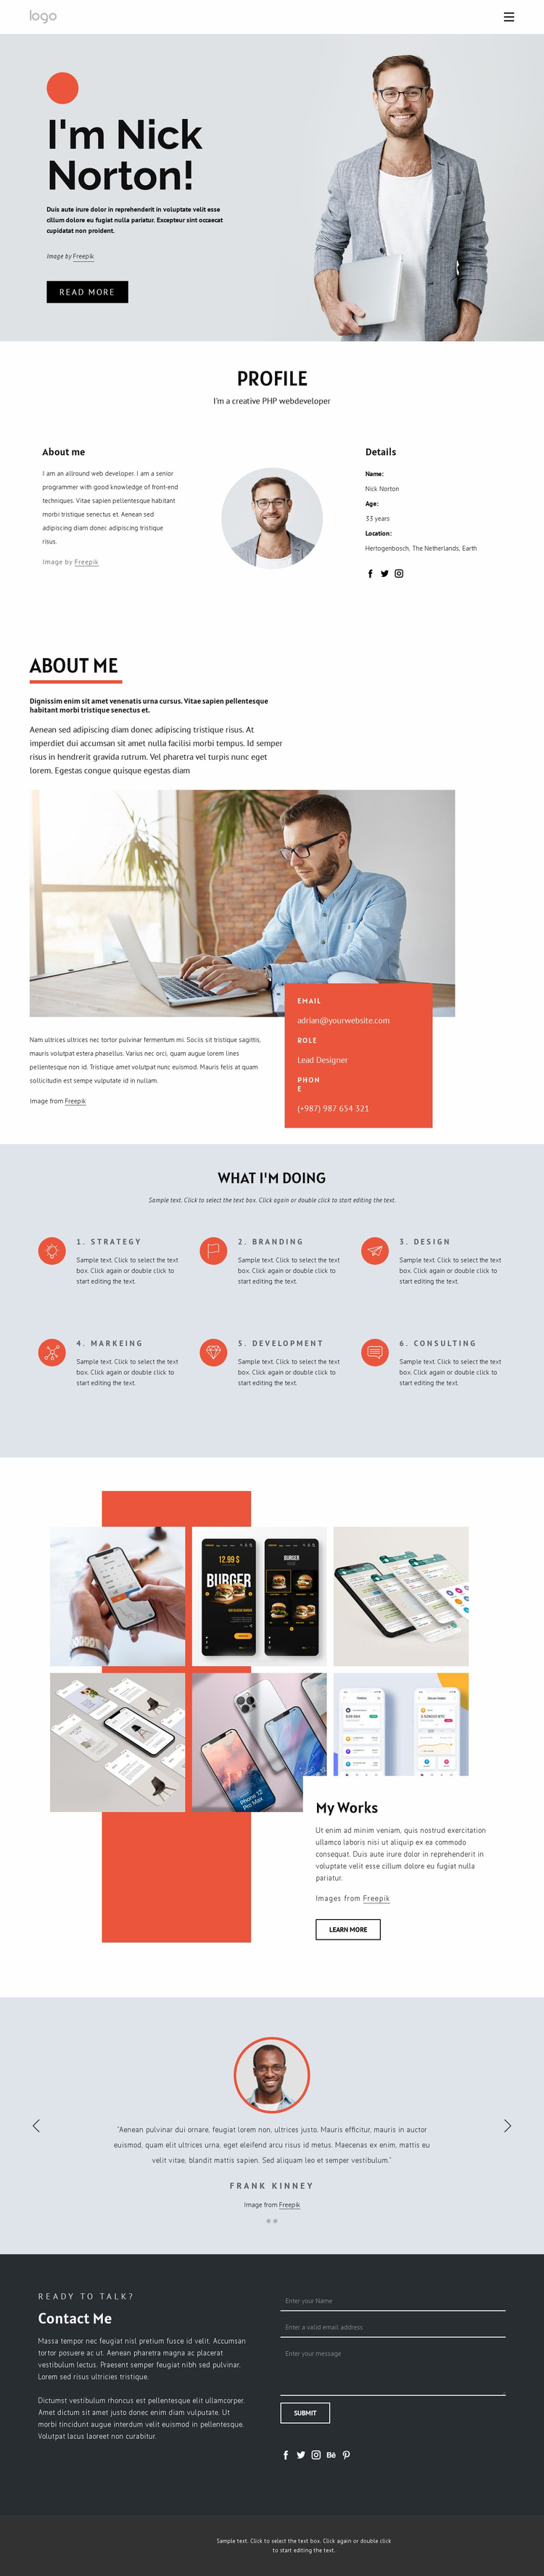 logo
I'm Nick
Norton!
Duis aute irure dolor in reprehenderit in voluptate velit esse
cillum dolore eu fugiat nulla pariatur. Excepteur sint occaecat
cupidatat non proident.
Image by Freepik
READ MORE
PROFILE
I'm a creative PHP webdeveloper
About me
I am an allround web developer. I am a senior
programmer with good knowledge of front-end
techniques. Vitae sapien pellentesque habitant
morbi tristique senectus et. Aenean sed
adipiscing diam donec adipiscing tristique
risus.
Image by Freepik
Details
Name:
Nick Norton
Age:
33 years
Location:
Hertogenbosch, The Netherlands, Earth
ABOUT ME
Dignissim enim sit amet venenatis urna cursus. Vitae sapien pellentesque
habitant morbi tristique senectus et.
Aenean sed adipiscing diam donec adipiscing tristique risus. At
imperdiet dui accumsan sit amet nulla facilisi morbi tempus. Id semper
risus in hendrerit gravida rutrum. Vel pharetra vel turpis nunc eget
lorem. Egestas congue quisque egestas diam
Nam ultrices ultrices nec tortor pulvinar fermentum mi. Sociis sit tristique sagittis,
mauris volutpat estera phasellus. Varius nec orci, quam augue lorem lines
pellentesque non id. Tristique amet volutpat nunc euismod. Mauris felis at quam
sollicitudin est sempe vulputate id in nullam.
Image from Freepik
EMAIL
adrian@yourwebsite.com
ROLE
Lead Designer
PHON
E
(+987) 987 654 321
WHAT I'M DOING
Sample text. Click to select the text box. Click again or double click to start editing the text.
1. STRATEGY
Sample text. Click to select the text
box. Click again or double click to
start editing the text.
2. BRANDING
Sample text. Click to select the text
box. Click again or double click to
start editing the text.
3. DESIGN
Sample text. Click to select the text
box. Click again or double click to
start editing the text.
4. MARKEING
Sample text. Click to select the text
box. Click again or double click to
start editing the text.
5. DEVELOPMENT
Sample text. Click to select the text
box. Click again or double click to
start editing the text.
6. CONSULTING
Sample text. Click to select the text
box. Click again or double click to
start editing the text.
12.99 $
BURGER
BURGER
Phone 12
Pro Max
My Works
Ut enim ad minim veniam, quis nostrud exercitation
ullamco laboris nisi ut aliquip ex ea commodo
consequat. Duis aute irure dolor in reprehenderit in
voluptate velit esse cillum dolore eu fugiat nulla
pariatur.
Images from Freepik
LEARN MORE
"Aenean pulvinar dui ornare, feugiat lorem non, ultrices justo. Mauris efficitur, mauris in auctor
euismod, quam elit ultrices urna, eget eleifend arcu risus id metus. Maecenas ex enim, mattis eu
velit vitae, blandit mattis sapien. Sed aliquam leo et semper vestibulum."
FRANK KINNEY
Image from Freepik
READY TO TALK?
Contact Me
Massa tempor nec feugiat nisl pretium fusce id velit. Accumsan
tortor posuere ac ut. Aenean pharetra magna ac placerat
vestibulum lectus. Praesent semper feugiat nibh sed pulvinar.
Lorem sed risus ultricies tristique.
Dictumst vestibulum rhoncus est pellentesque elit ullamcorper.
Amet dictum sit amet justo donec enim diam vulputate. Ut
morbi tincidunt augue interdum velit euismod in pellentesque.
Volutpat lacus laoreet non curabitur.
Enter your Name
Enter a valid email address
Enter your message
SUBMIT
Bē
Sample text. Click to select the text box. Click again or double click
to start editing the text.